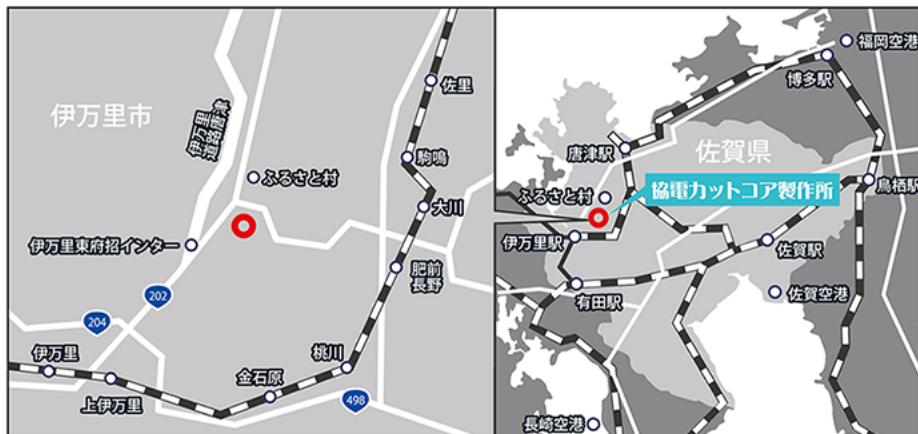 伊万里市
伊万里
道路唐津
佐里
駒鳴
ふるさと村
大川
伊万里東府招インター
肥前
長野
202
204
伊万里
上伊万里
金石原
桃川
498
福岡空港
博多駅
唐津駅
佐賀県
鳥栖駅
ふるさと村
協電カットコア製作所
伊万里駅
佐賀駅
有田駅
佐賀空港
長崎空港